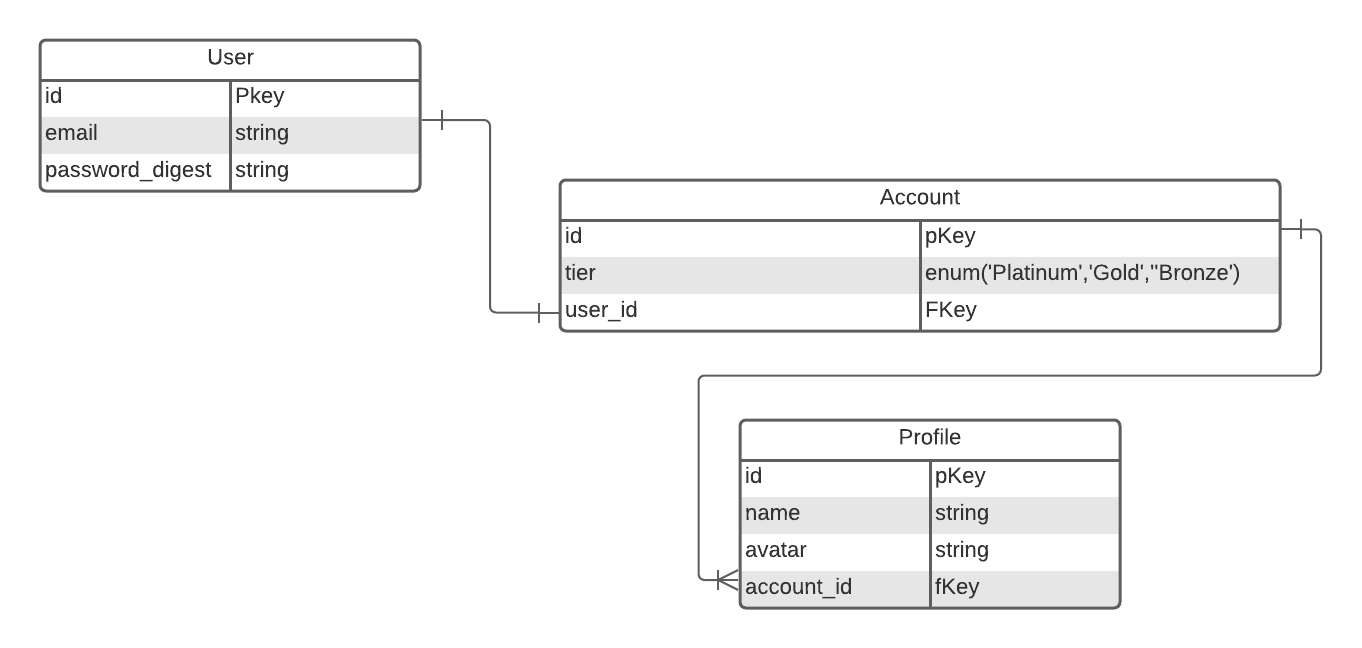 User
id Pkey
email string
password_digest string
Account
id pKey
tier enum('Platinum','Gold',"Bronze')
user_id FKey
Profile
id pKey
name string
avatar string
account_id fKey